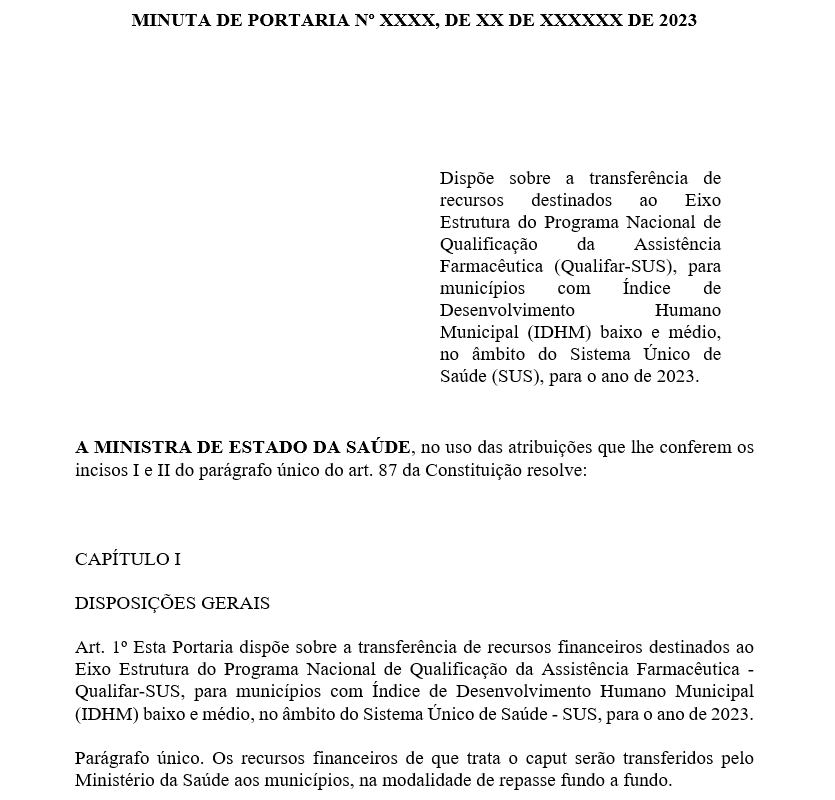 MINUTA DE PORTARIA Nº XXXX, DE XX DE XXXXXX DE 2023
Dispõe sobre a transferência de
recursos destinados ao Eixo
Estrutura do Programa Nacional de
Qualificação da Assistência
Farmacêutica (Qualifar-SUS), para
municípios com Índice de
Desenvolvimento Humano
Municipal (IDHM) baixo e médio,
no âmbito do Sistema Único de
Saúde (SUS), para o ano de 2023.
A MINISTRA DE ESTADO DA SAÚDE, no uso das atribuições que lhe conferem os
incisos I e II do parágrafo único do art. 87 da Constituição resolve:
CAPÍTULO I
DISPOSIÇÕES GERAIS
Art. 1º Esta Portaria dispõe sobre a transferência de recursos financeiros destinados ao
Eixo Estrutura do Programa Nacional de Qualificação da Assistência Farmacêutica -
Qualifar-SUS, para municípios com Índice de Desenvolvimento Humano Municipal
(IDHM) baixo e médio, no âmbito do Sistema Único de Saúde - SUS, para o ano de 2023.
Parágrafo único. Os recursos financeiros de que trata o caput serão transferidos pelo
Ministério da Saúde aos municípios, na modalidade de repasse fundo a fundo.